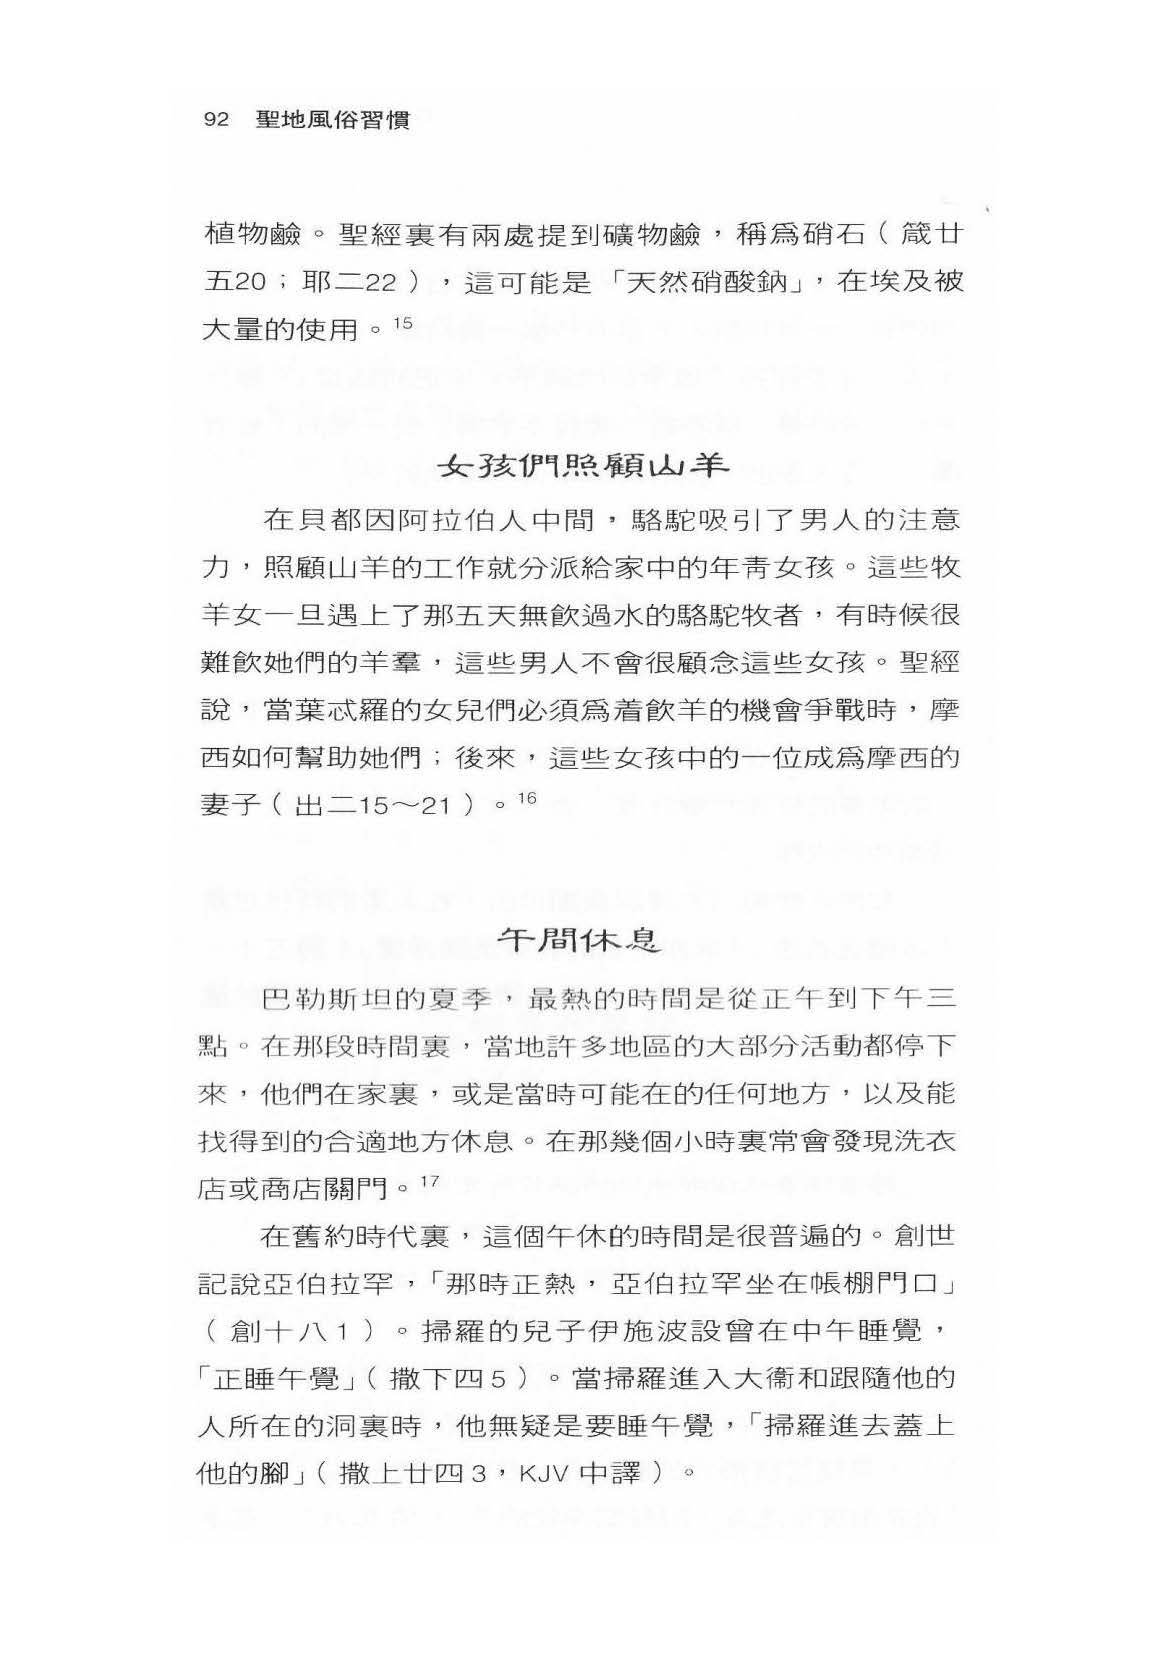 92 聖地風俗習慣
植物鹼。聖經裏有兩處提到礦物鹼，稱爲硝石（箴廿
五20；耶二22），這可能是「天然硝酸鈉」，在埃及被
大量的使用。15
女孩們照顧山羊
在貝都因阿拉伯人中間，駱駝吸引了男人的注意
力，照顧山羊的工作就分派給家中的年靑女孩。這些牧
羊女一旦遇上了那五天無飮過水的駱駝牧者，有時候很
難飮她們的羊羣，這些男人不會很顧念這些女孩。聖經
說，當葉忒羅的女兒們必須爲着飮羊的機會爭戰時，摩
西如何幫助她們；後來，這些女孩中的一位成爲摩西的
妻子（出二15～21）。16
午間休息
巴勒斯坦的夏季，最熱的時間是從正午到下午三
點。在那段時間裏，當地許多地區的大部分活動都停下
來，他們在家裏，或是當時可能在的任何地方，以及能
找得到的合適地方休息。在那幾個小時裏常會發現洗衣
店或商店關門。17
在舊約時代裏，這個午休的時間是很普遍的。創世
記說亞伯拉罕，「那時正熱，亞伯拉罕坐在帳棚門口」
（創十八1）。掃羅的兒子伊施波設曾在中午睡覺，
「正睡午覺」（撒下四5）。當掃羅進入大衞和跟隨他的
人所在的洞裏時，他無疑是要睡午覺，「掃羅進去蓋上
他的腳」（撒上廿四3，KJV中譯）。